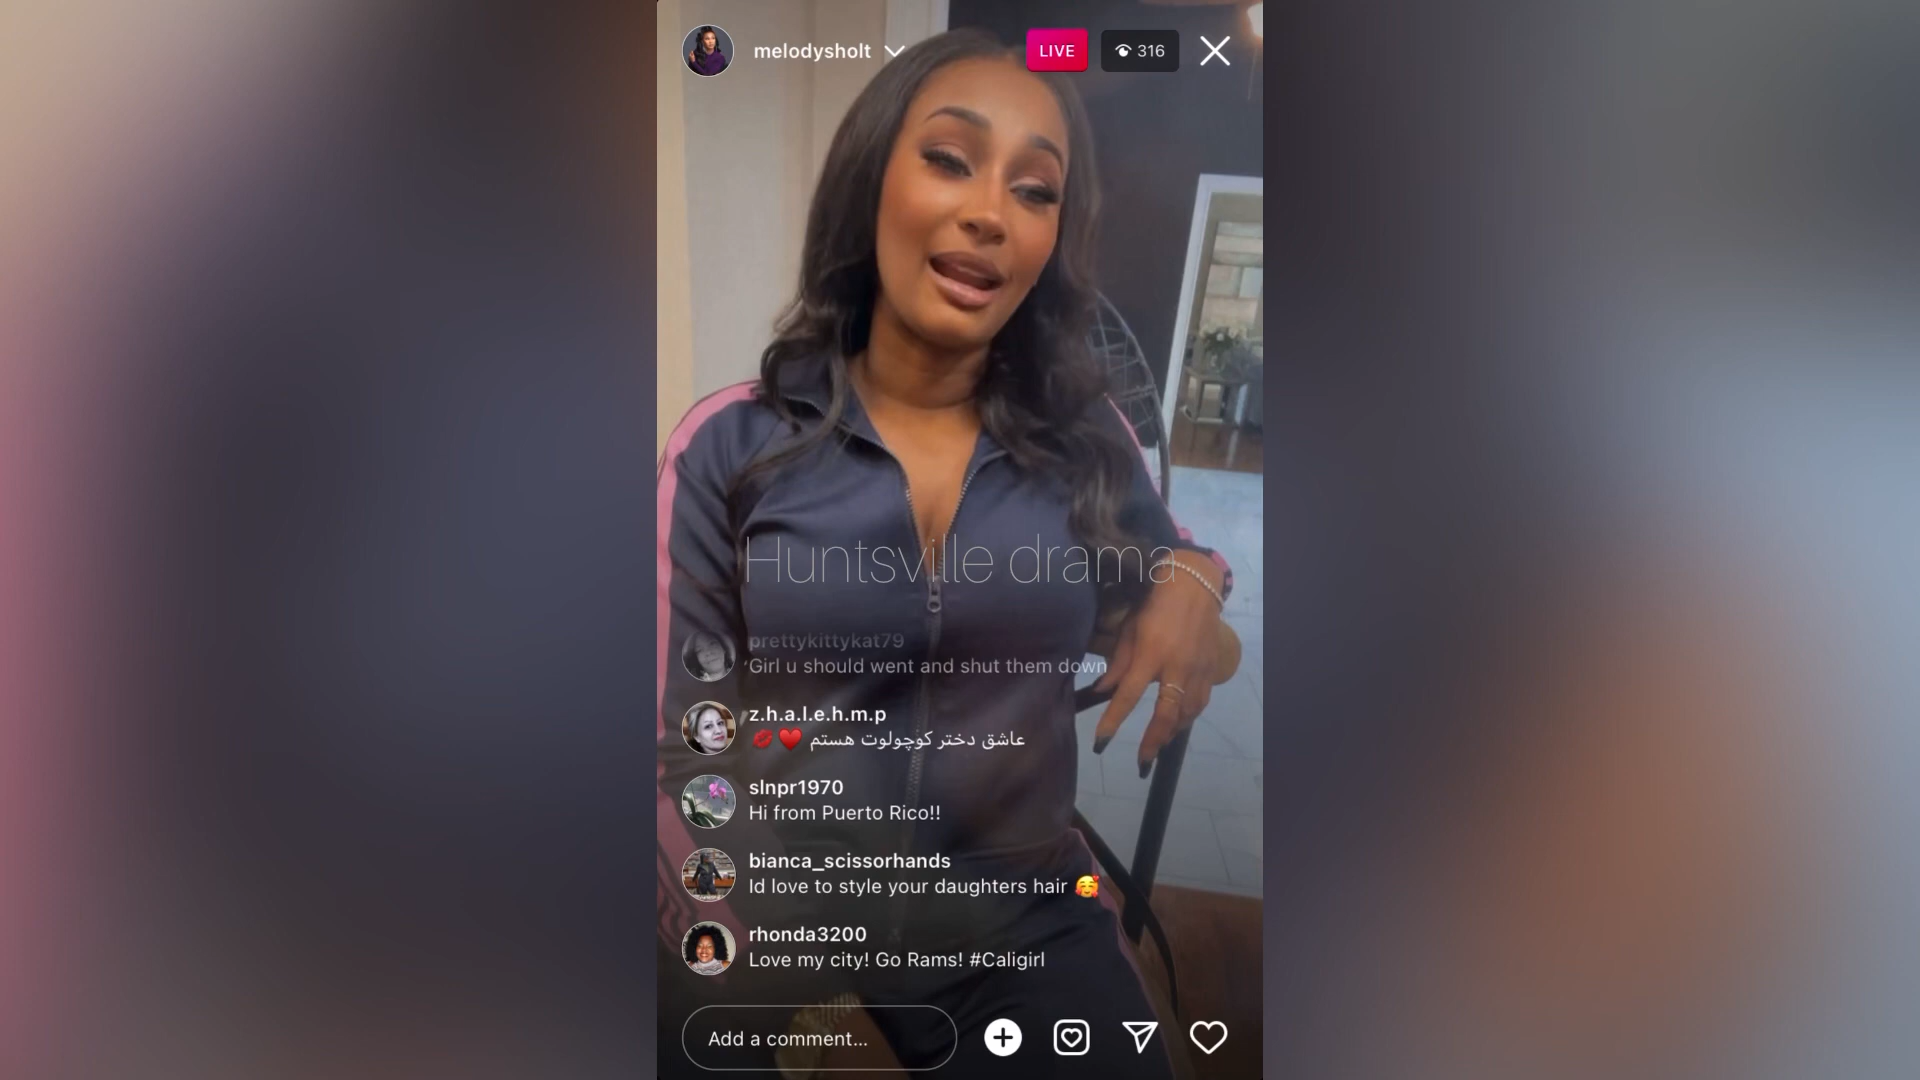 melodysholt
LIVE
316
Huntsville drama
prettykittykat79
Girl u should went and shut them down
z.h.a.l.e.h.m.p
عاشق دختر کوچولوت هستم ❤️💋
slnpr1970
Hi from Puerto Rico!!
bianca_scissorhands
Id love to style your daughters hair 🥰
rhonda3200
Love my city! Go Rams! #Caligirl
Add a comment...